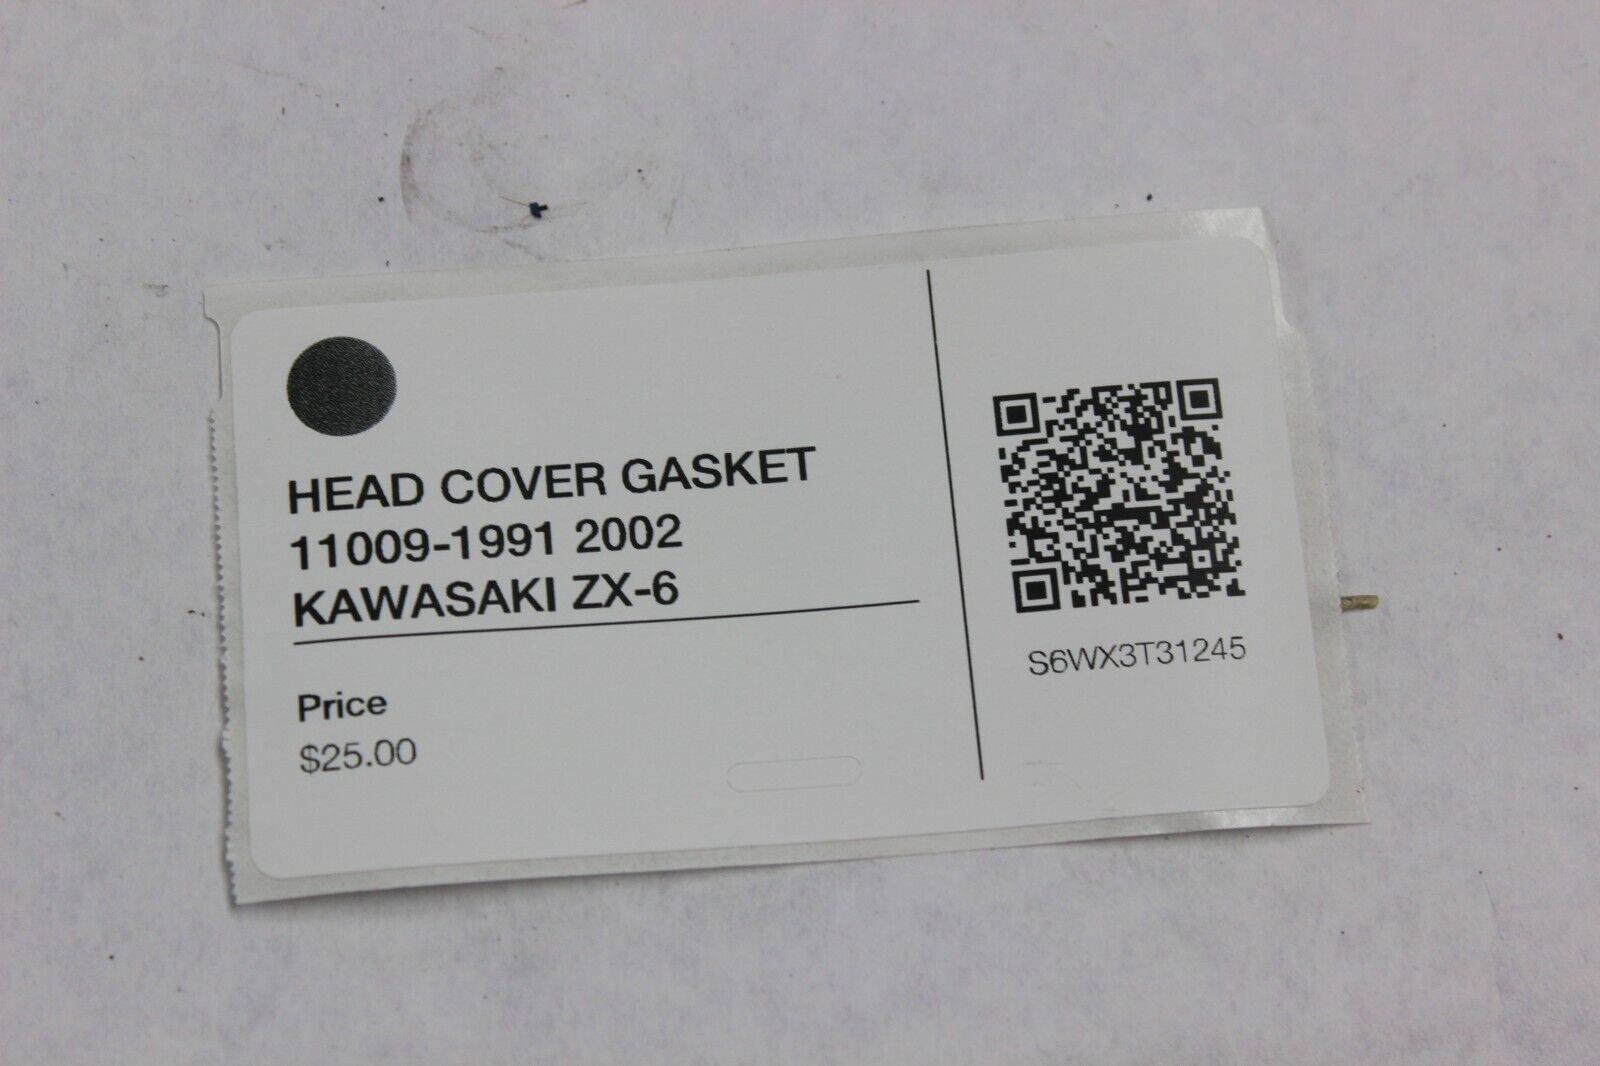 HEAD COVER GASKET
11009-1991 2002
KAWASAKI ZX-6
Price
$25.00
S6WX3T31245